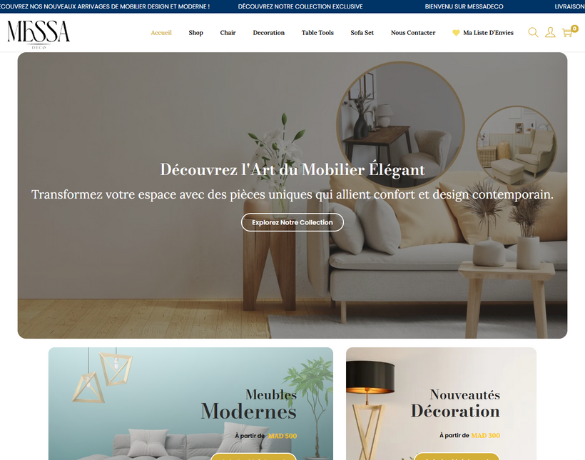 COUVREZ NOS NOUVEAUX ARRIVAGES DE MOBILIER DESIGN ET MODERNE ! DÉCOUVREZ NOTRE COLLECTION EXCLUSIVE BIENVENU SUR MESSADECO LIVRAISON
MESSA
DECO
Accueil Shop Chair Decoration Table Tools Sofa Set Nous Contacter 💛 Ma Liste D'Envies 0
Découvrez l'Art du Mobilier Élégant
Transformez votre espace avec des pièces uniques qui allient confort et design contemporain.
Explorez Notre Collection
Meubles
Modernes
À partir de MAD 500
Nouveautés
Décoration
À partir de MAD 300